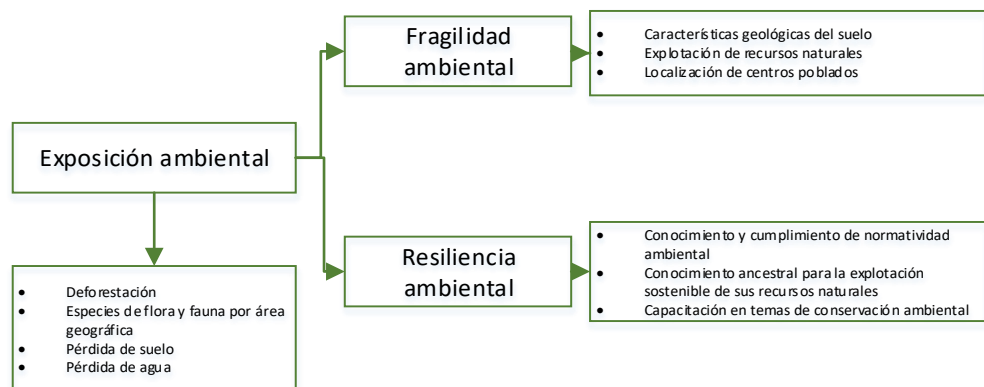 Fragilidad
ambiental
• Características geológicas del suelo
• Explotación de recursos naturales
• Localización de centros poblados
Exposición ambiental
Resiliencia
ambiental
• Conocimiento y cumplimiento de normatividad
ambiental
• Conocimiento ancestral para la explotación
sostenible de sus recursos naturales
• Capacitación en temas de conservación ambiental
• Deforestación
• Especies de flora y fauna por área
geográfica
• Pérdida de suelo
• Pérdida de agua